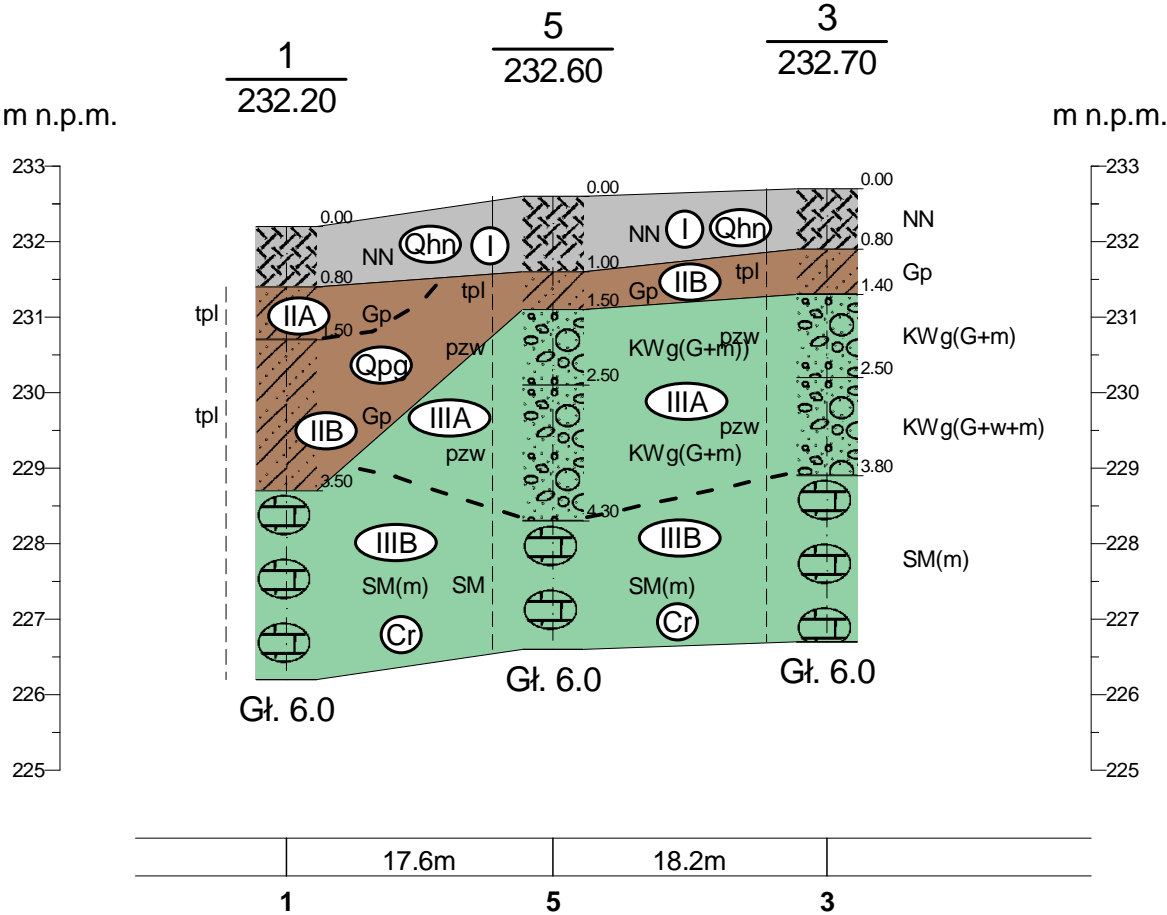 1
232.20
5
232.60
3
232.70
m n.p.m.
m n.p.m.
233
232
231
230
229
228
227
226
225
233
232
231
230
229
228
227
226
225
0.00
0.80
1.50
3.50
0.00
1.00
1.50
2.50
4.30
0.00
0.80
1.40
2.50
3.80
NN Qhn I
NN I Qhn
NN
tpl IIA Gp tpl
Gp IIB tpl
Gp
Qpg pzw
KWg(G+m)) pzw
KWg(G+m)
tpl IIB Gp IIIA
IIIA
pzw
KWg(G+m) pzw
KWg(G+w+m)
IIIB
IIIB
SM(m) SM
SM(m)
SM(m)
Cr
Cr
Gł. 6.0
Gł. 6.0
Gł. 6.0
17.6m 18.2m
1 5 3